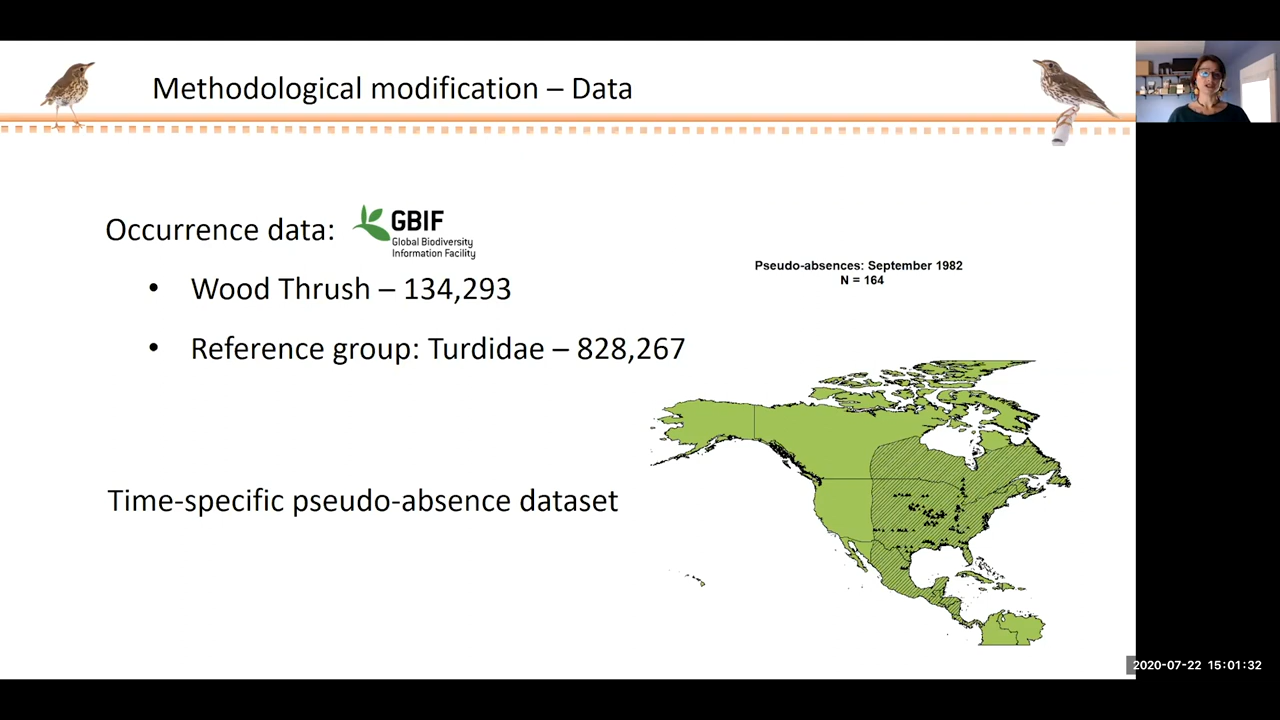 Methodological modification – Data
Occurrence data:
GBIF
Global Biodiversity
Information Facility
• Wood Thrush – 134,293
• Reference group: Turdidae – 828,267
Time-specific pseudo-absence dataset
Pseudo-absences: September 1982
N = 164
2020-07-22 15:01:32